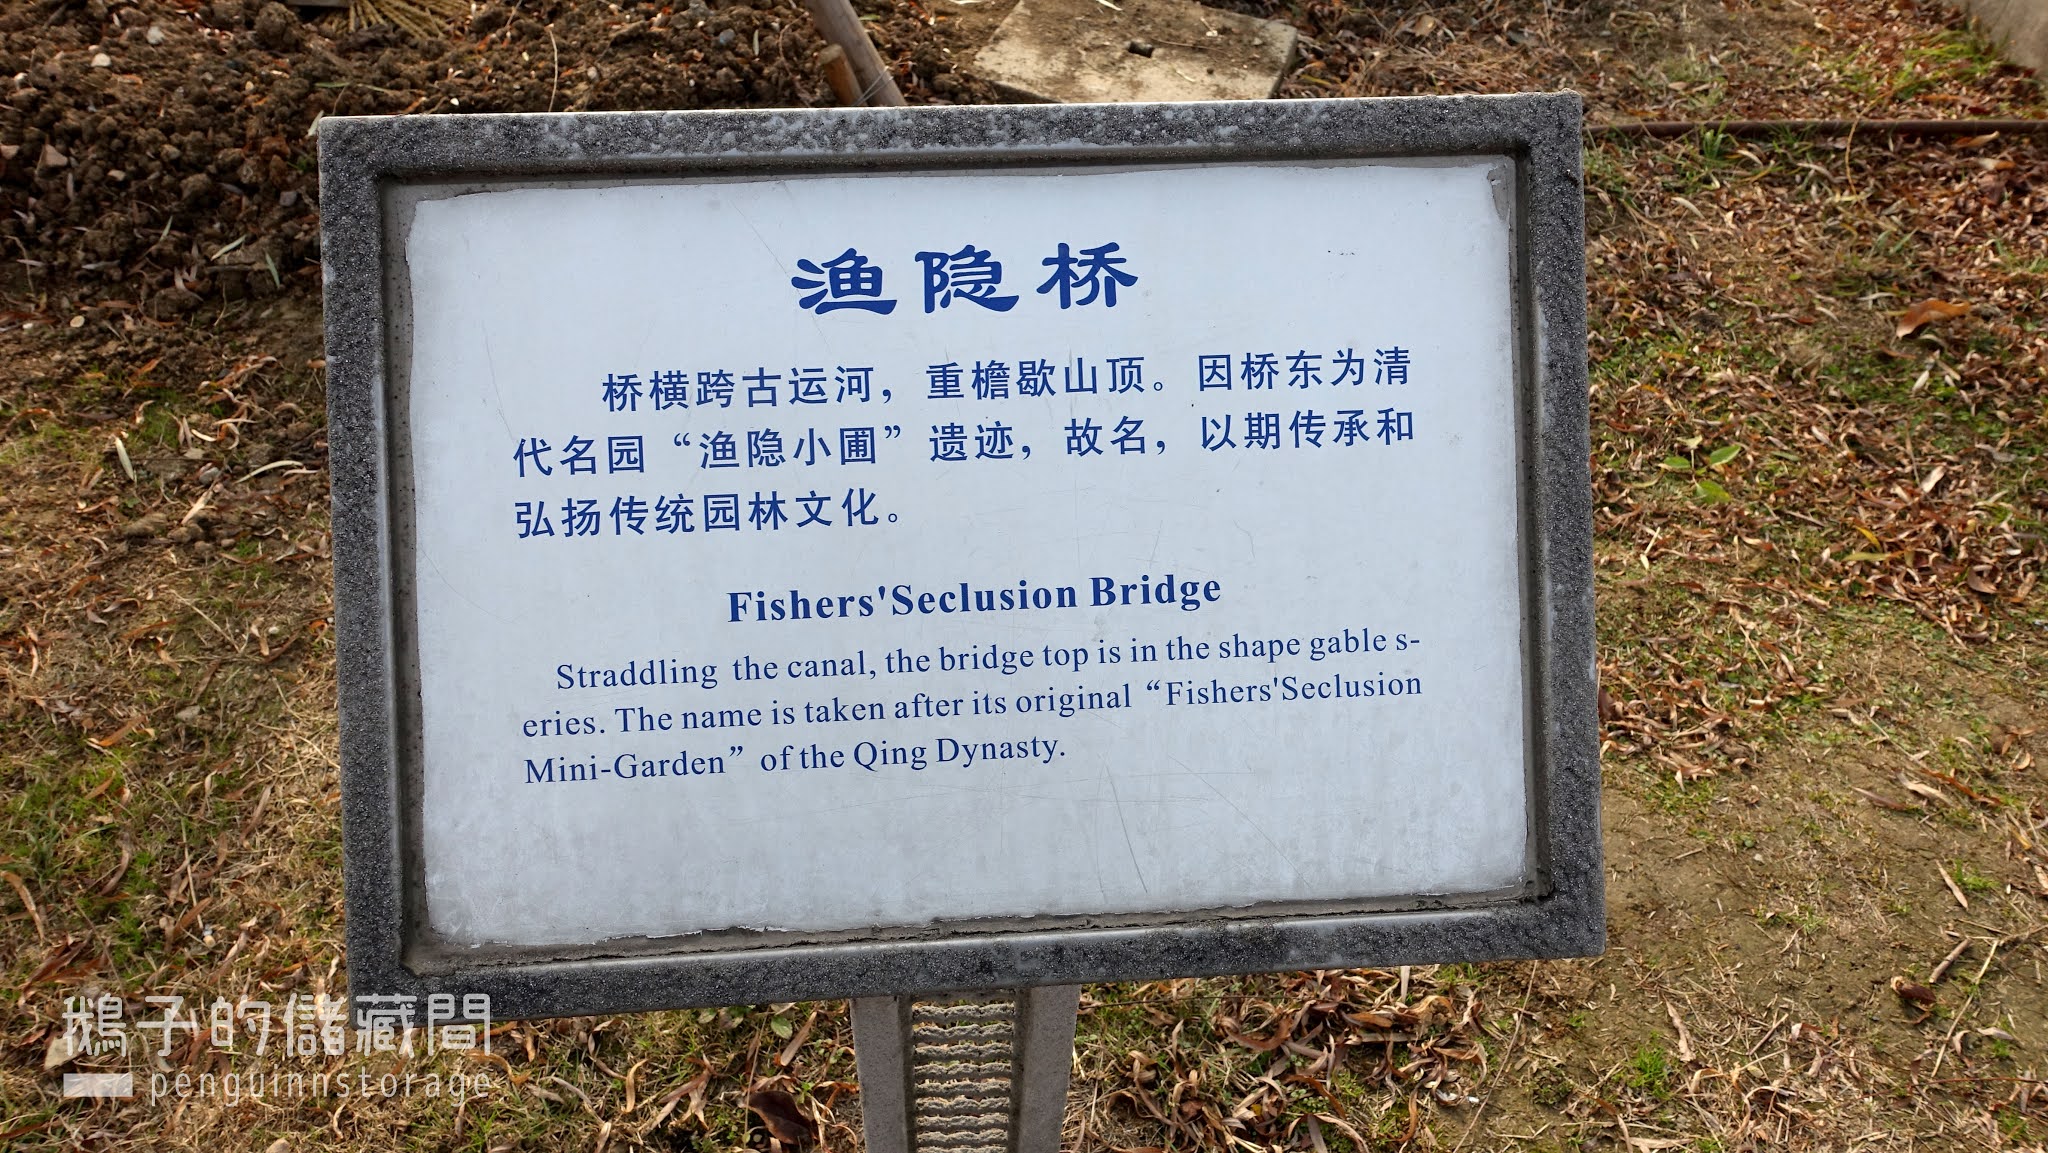 渔隐桥
桥横跨古运河，重檐歇山顶。因桥东为清
代名园“渔隐小圃”遗迹，故名，以期传承和
弘扬传统园林文化。
Fishers'Seclusion Bridge
Straddling the canal, the bridge top is in the shape gable s-
eries. The name is taken after its original “Fishers'Seclusion
Mini-Garden” of the Qing Dynasty.
鵝子的儲藏間
penguinnstorage